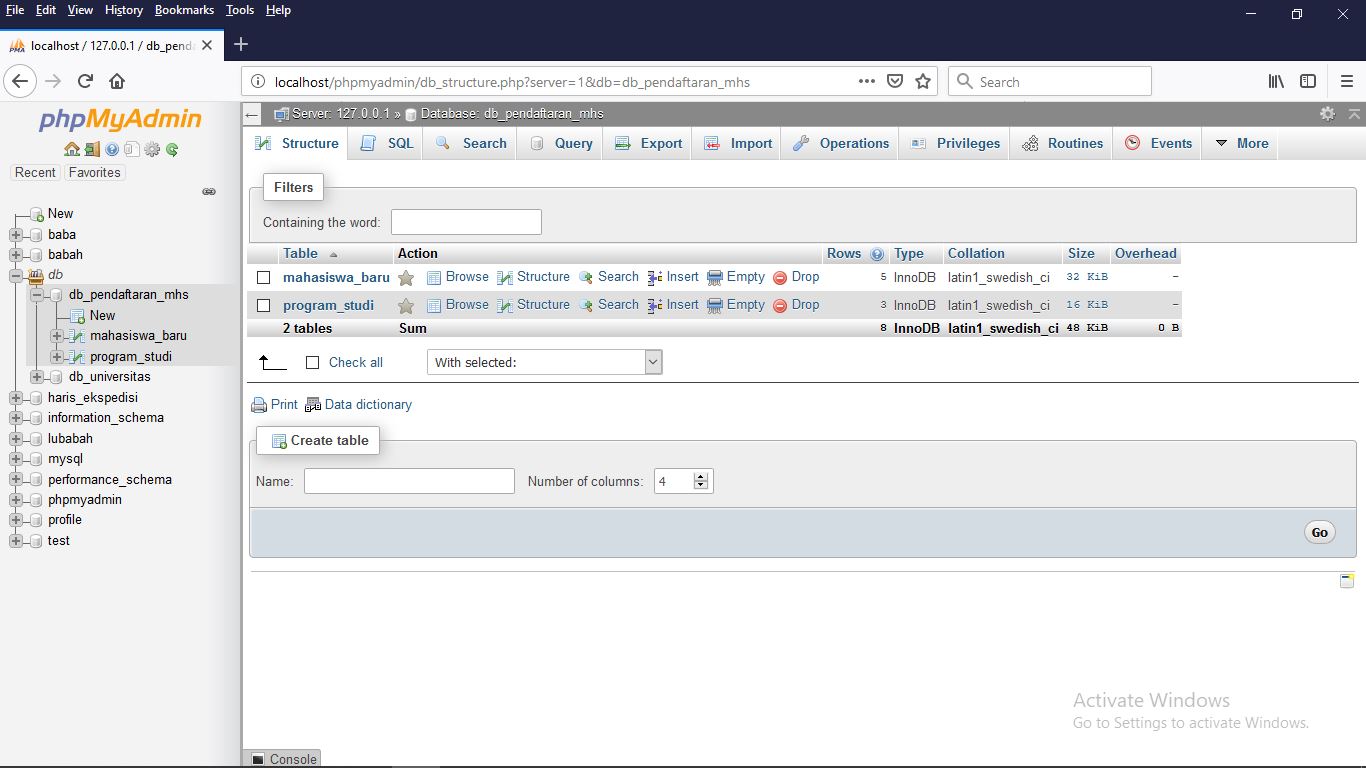 File Edit View History Bookmarks Tools Help
localhost / 127.0.0.1 / db_pend
localhost/phpmyadmin/db_structure.php?server=1&db=db_pendaftaran_mhs
Search
phpMyAdmin
Recent Favorites
New
baba
babah
db
db_pendaftaran_mhs
New
mahasiswa_baru
program_studi
db_universitas
haris_ekspedisi
information_schema
lubabah
mysql
performance_schema
phpmyadmin
profile
test
Server: 127.0.0.1 » Database: db_pendaftaran_mhs
Structure SQL Search Query Export Import Operations Privileges Routines Events More
Filters
Containing the word:
Table Action Rows Type Collation Size Overhead
mahasiswa_baru Browse Structure Search Insert Empty Drop 5 InnoDB latin1_swedish_ci 32 KiB -
program_studi Browse Structure Search Insert Empty Drop 3 InnoDB latin1_swedish_ci 16 KiB -
2 tables Sum 8 InnoDB latin1_swedish_ci 48 KiB 0 B
Check all With selected:
Print Data dictionary
Create table
Name: Number of columns: 4
Go
Activate Windows
Go to Settings to activate Windows.
Console